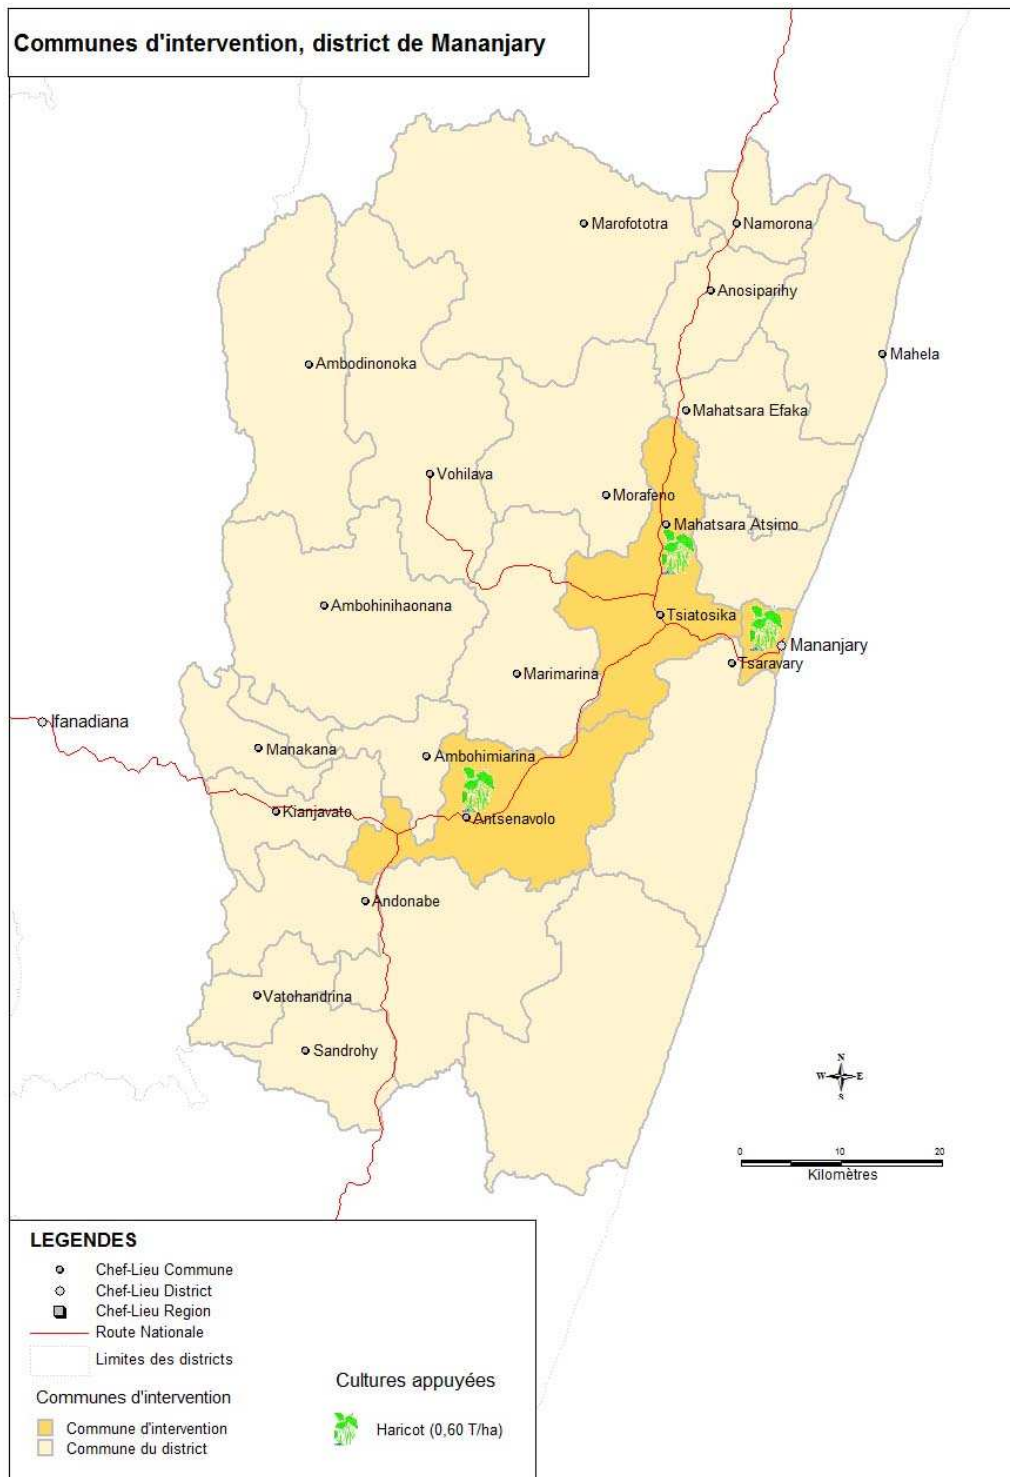 Communes d'intervention, district de Mananjary
Marofototra
Namorona
Anosiparihy
Mahela
Ambodinonoka
Mahatsara Efaka
Vohilava
Morafeno
Mahatsara Atsimo
Ambohinihaonana
Tsiatosika
Mananjary
Tsaravary
Marimarina
Ifanadiana
Manakana
Ambohimiarina
Kianjavato
Antsenavolo
Andonabe
Vatohandrina
Sandrohy
N
W E
S
0 10 20
Kilomètres
LEGENDES
Chef-Lieu Commune
Chef-Lieu District
Chef-Lieu Region
Route Nationale
Limites des districts
Communes d'intervention
Commune d'intervention
Commune du district
Cultures appuyées
Haricot (0,60 T/ha)